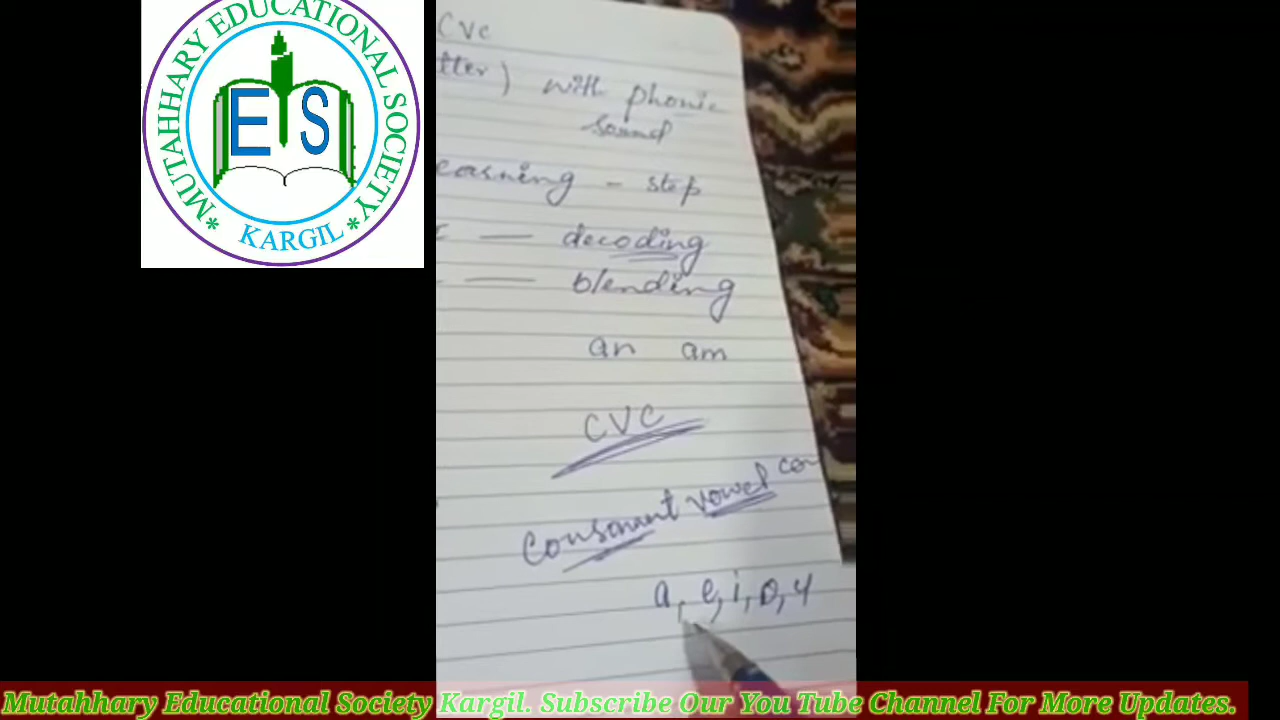 MUTAHHARY EDUCATIONAL SOCIETY
E S
* KARGIL *
CVC
tter) with phonic
sound
earning - step
— decoding
— blending
an am
CVC
Consonant vowel con
a, e, i, o, u
Mutahhary Educational Society Kargil. Subscribe Our You Tube Channel For More Updates.